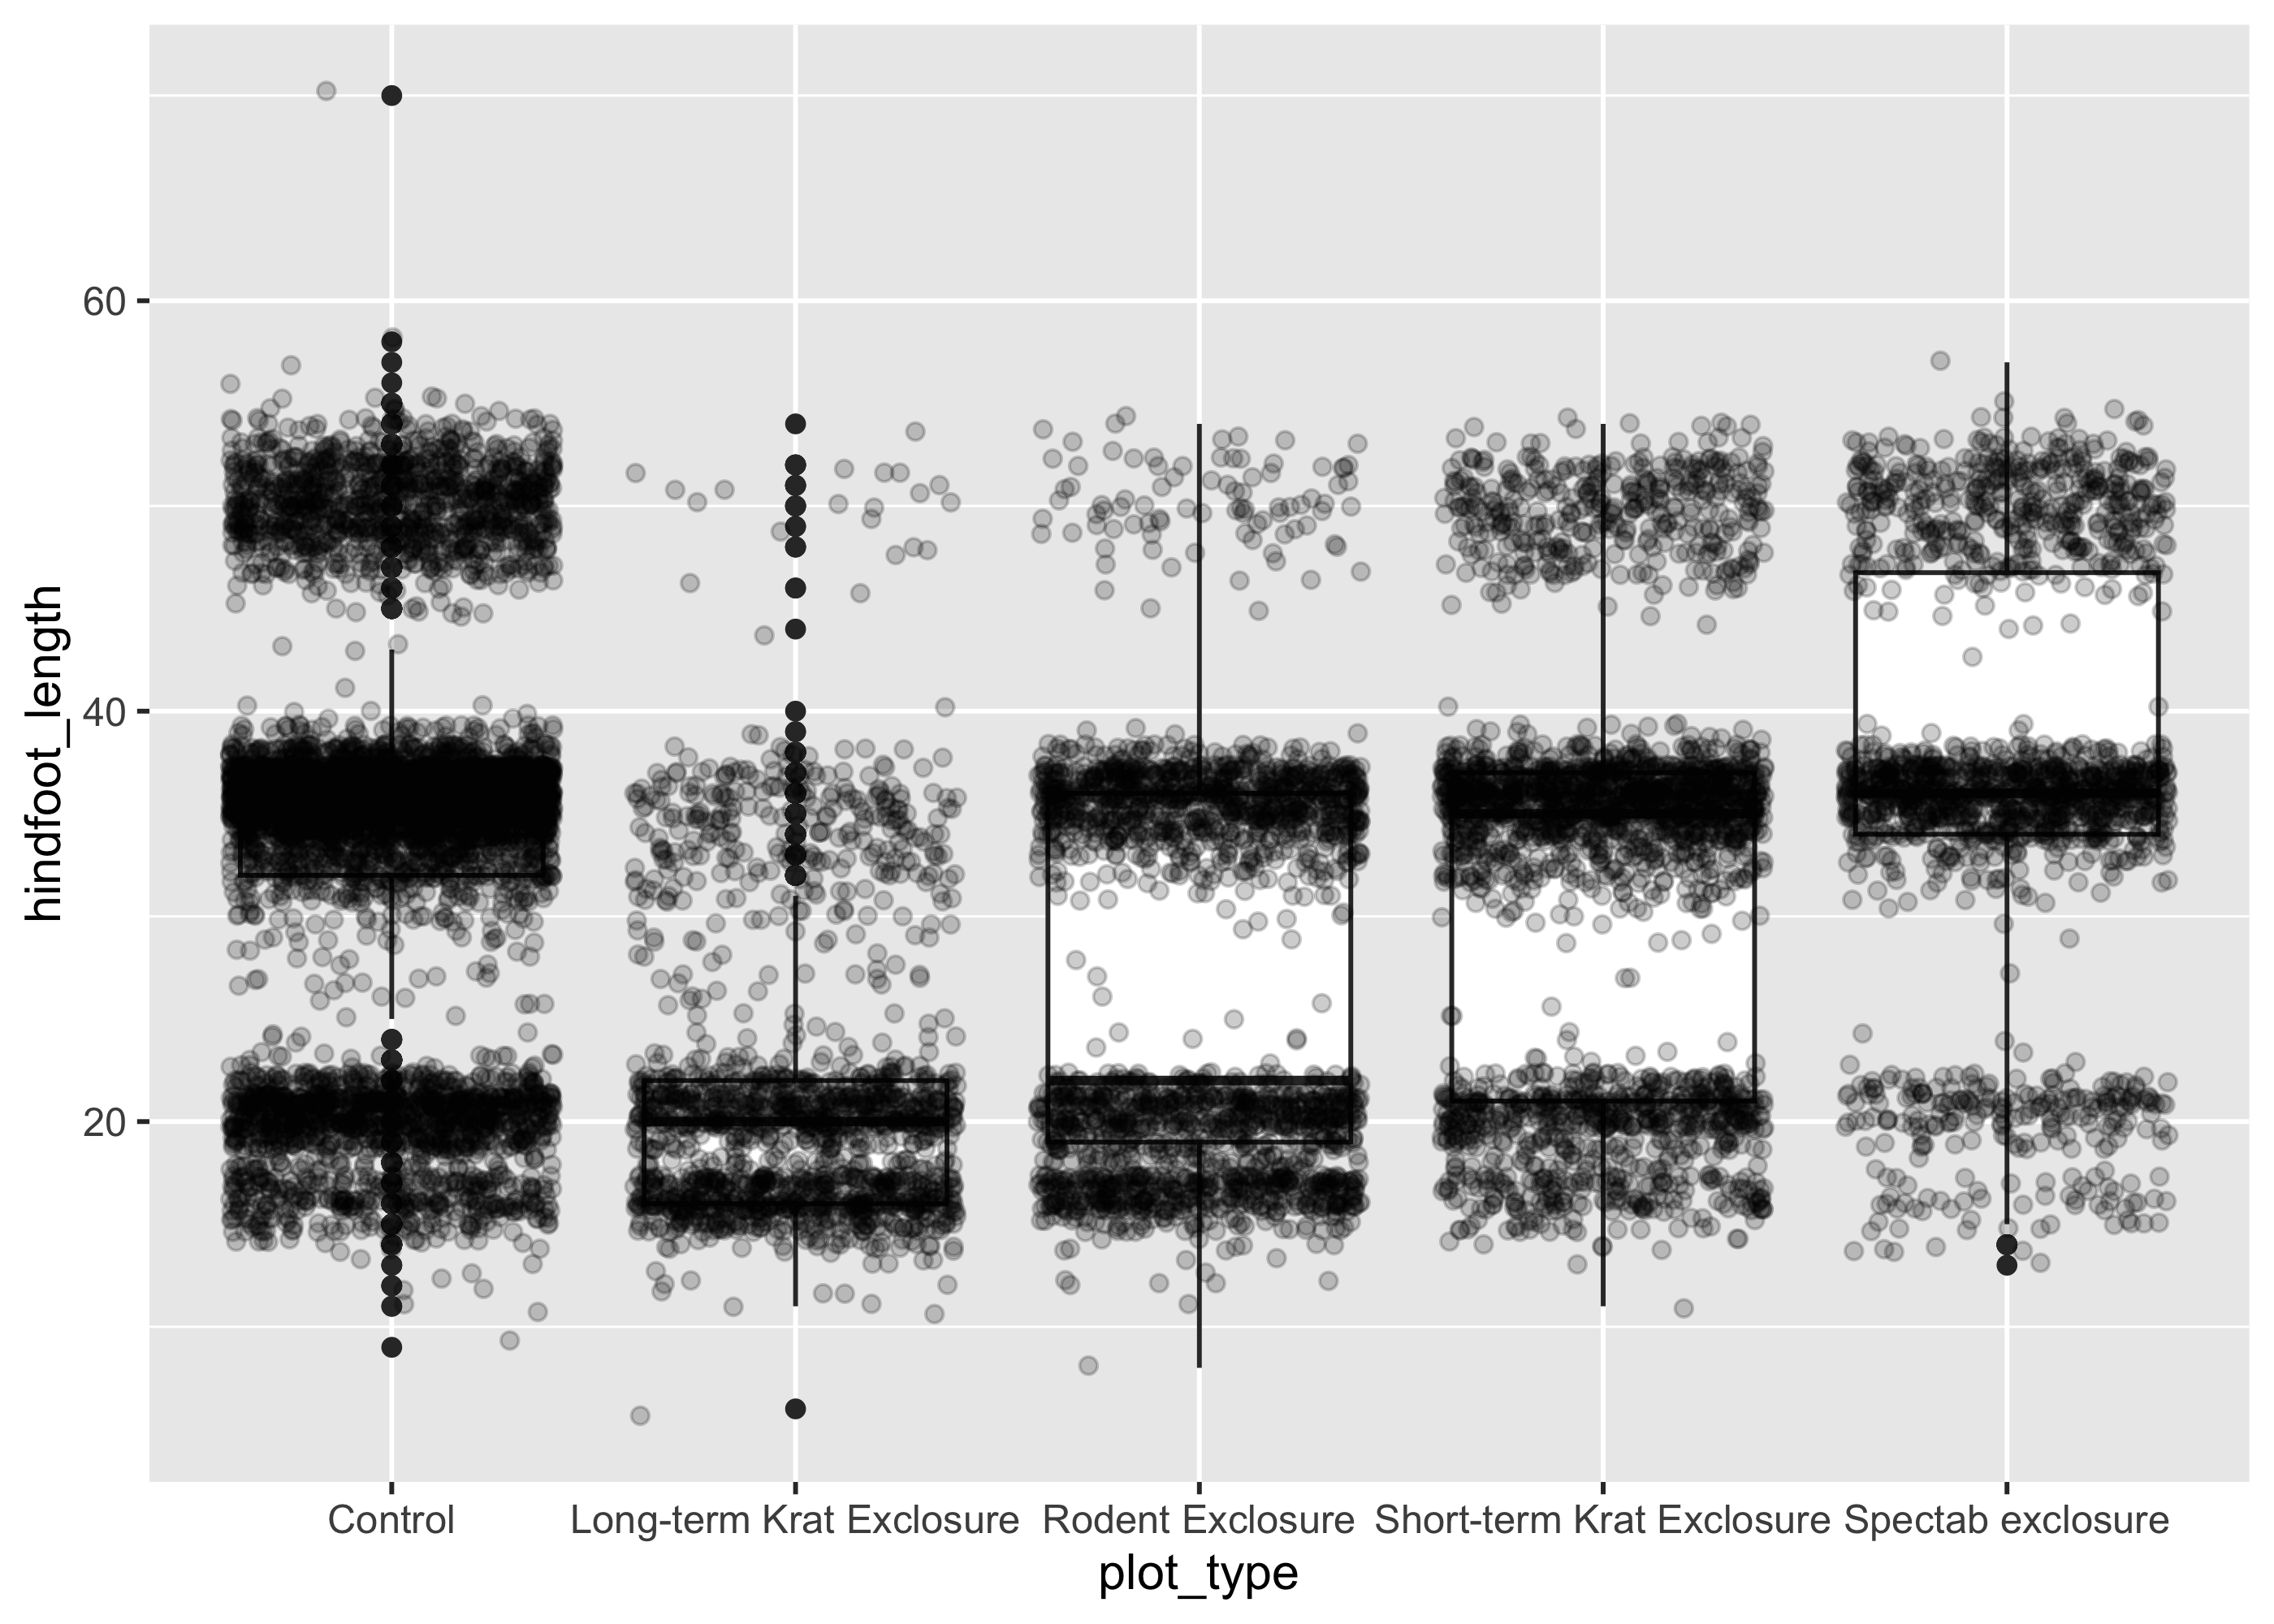 hindfoot_length
60
40
20
Control Long-term Krat Exclosure Rodent Exclosure Short-term Krat Exclosure Spectab exclosure
plot_type